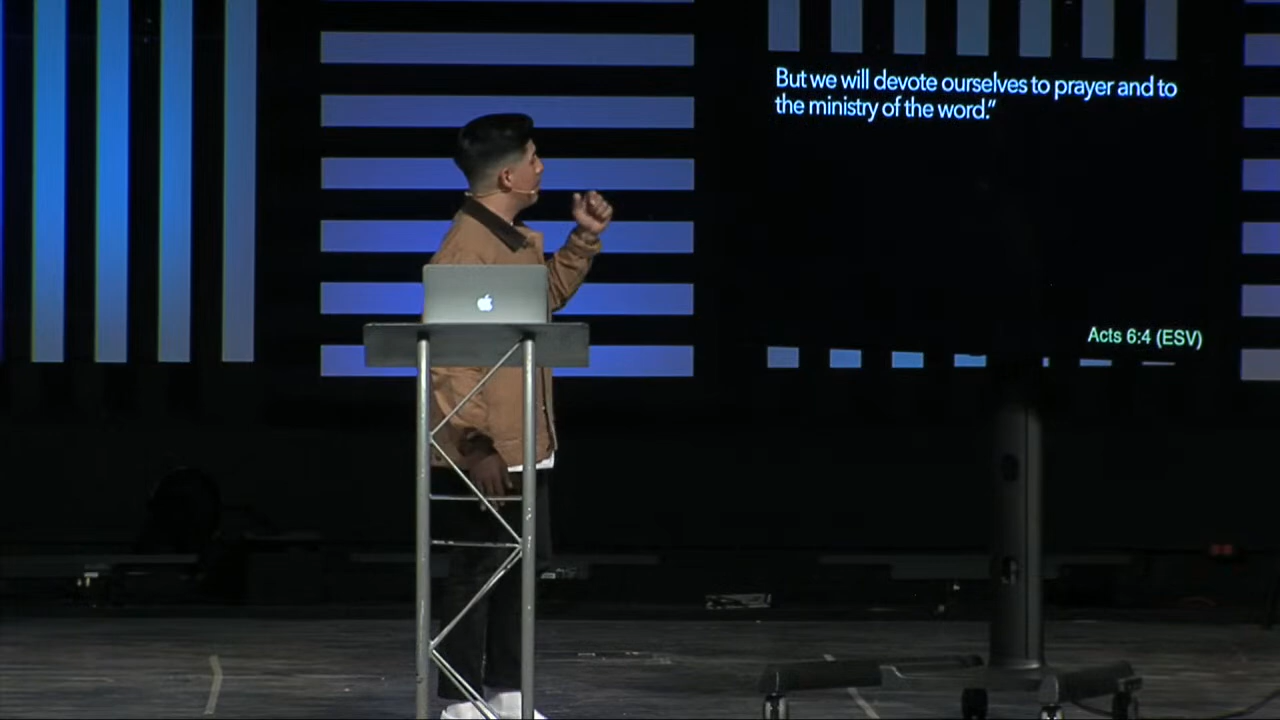 But we will devote ourselves to prayer and to
the ministry of the word.”
Acts 6:4 (ESV)